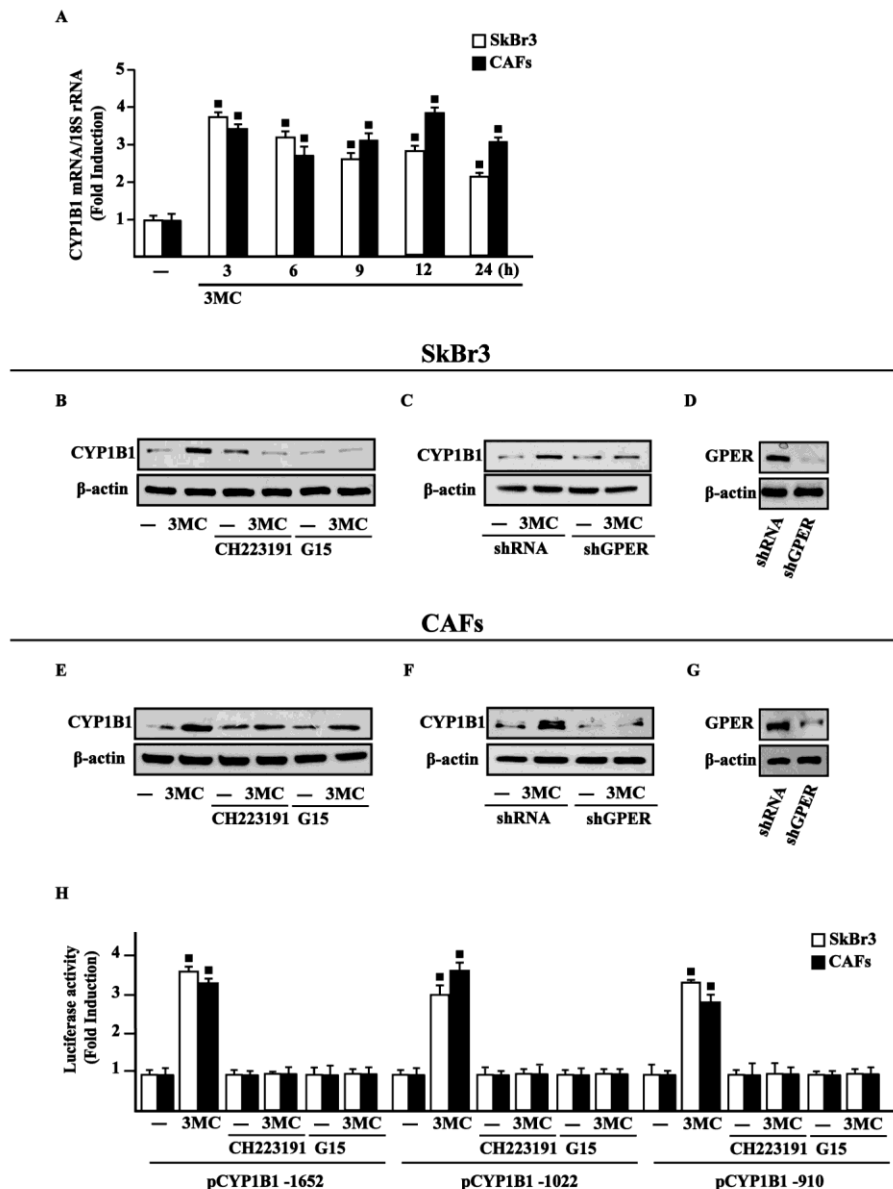 A
SkBr3
CAFs
CYP1B1 mRNA/18S rRNA
(Fold Induction)
5
4
3
2
1
— 3 6 9 12 24 (h)
3MC
SkBr3
B
CYP1B1
β-actin
— 3MC — 3MC — 3MC
CH223191 G15
C
CYP1B1
β-actin
— 3MC — 3MC
shRNA shGPER
D
GPER
β-actin
shRNA
shGPER
CAFs
E
CYP1B1
β-actin
— 3MC — 3MC — 3MC
CH223191 G15
F
CYP1B1
β-actin
— 3MC — 3MC
shRNA shGPER
G
GPER
β-actin
shRNA
shGPER
H
SkBr3
CAFs
Luciferase activity
(Fold Induction)
4
3
1
— 3MC — 3MC — 3MC — 3MC — 3MC — 3MC — 3MC — 3MC — 3MC
CH223191 G15 CH223191 G15 CH223191 G15
pCYP1B1 -1652 pCYP1B1 -1022 pCYP1B1 -910